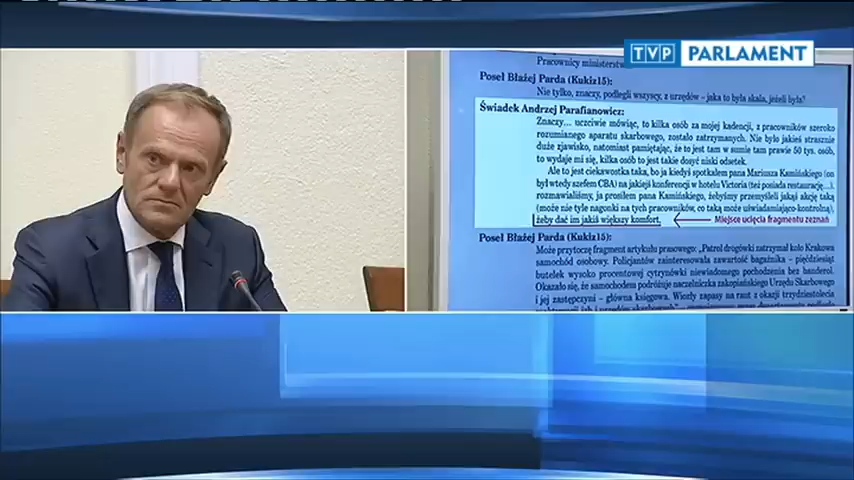 TVP PARLAMENT
Pracownicy ministerstw
Poseł Błażej Parda (Kukiz15):
Nie tylko, znaczy, podlegli wszyscy, z urzędów – jaka to była skala, jeżeli była?
Świadek Andrzej Parafianowicz:
Znaczy… uczciwie mówiąc, to kilka osób za mojej kadencji, z pracowników szeroko
rozumianego aparatu skarbowego, zostało zatrzymanych. Nie było jakieś strasznie
duże zjawisko, natomiast pamiętając, że to jest tam w sumie tam prawie 50 tys. osób,
to wydaje mi się, kilka osób to jest takie dosyć niski odsetek.
Ale to jest ciekawostka taka, bo ja kiedyś spotkałem pana Mariusza Kamińskiego (on
był wtedy szefem CBA) na jakiejś konferencji w hotelu Victoria (też posiada restaurację…),
rozmawialiśmy, ja prosiłem pana Kamińskiego, żebyśmy przemyśleli jakąś akcję taką
(może nie tyle nagonki na tych pracowników, co taką może uświadamiająco-kontrolną),
żeby dać im jakiś większy komfort,
Miejsce ucięcia fragmentu zeznań
Poseł Błażej Parda (Kukiz15):
Może przytoczę fragment artykułu prasowego: „Patrol drogówki zatrzymał koło Krakowa
samochód osobowy. Policjantów zainteresowała zawartość bagażnika – pięćdziesiąt
butelek wysoko procentowej cytrynówki niewiadomego pochodzenia bez banderol.
Okazało się, że samochodem podróżuje naczelniczka zakopiańskiego Urzędu Skarbowego
i jej zastępczyni – główna księgowa. Wiozły zapasy na raut z okazji trzydziestolecia